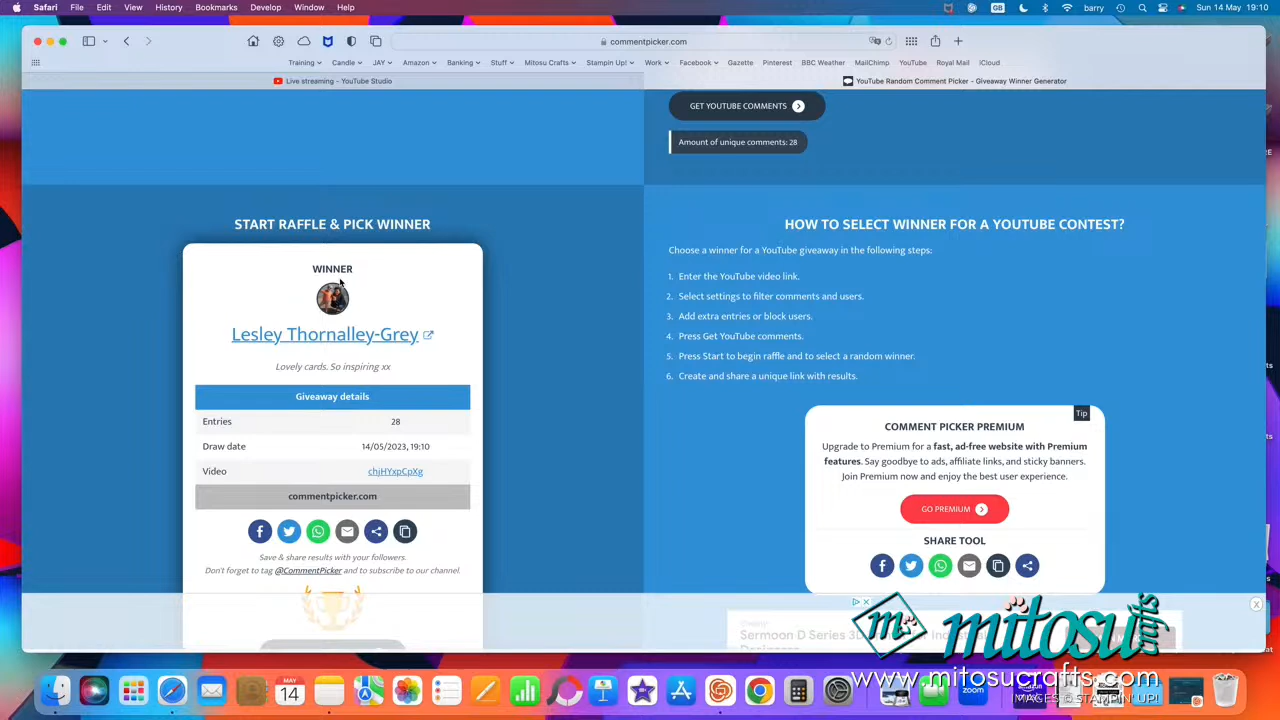 Safari File Edit View History Bookmarks Develop Window Help
GB barry Sun 14 May 19:10
commentpicker.com
Training Candle JAY Amazon Banking Stuff Mitosu Crafts Stampin Up! Work Facebook Gazette Pinterest BBC Weather MailChimp YouTube Royal Mail iCloud
Live streaming - YouTube Studio
YouTube Random Comment Picker - Giveaway Winner Generator
GET YOUTUBE COMMENTS
Amount of unique comments: 28
START RAFFLE & PICK WINNER
WINNER
Lesley Thornalley-Grey
Lovely cards. So inspiring xx
Giveaway details
Entries 28
Draw date 14/05/2023, 19:10
Video chjHYxpCpXg
commentpicker.com
Save & share results with your followers.
Don't forget to tag @CommentPicker and to subscribe to our channel.
HOW TO SELECT WINNER FOR A YOUTUBE CONTEST?
Choose a winner for a YouTube giveaway in the following steps:
1. Enter the YouTube video link.
2. Select settings to filter comments and users.
3. Add extra entries or block users.
4. Press Get YouTube comments.
5. Press Start to begin raffle and to select a random winner.
6. Create and share a unique link with results.
Tip
COMMENT PICKER PREMIUM
Upgrade to Premium for a fast, ad-free website with Premium
features. Say goodbye to ads, affiliate links, and sticky banners.
Join Premium now and enjoy the best user experience.
GO PREMIUM
SHARE TOOL
Sermoon D Series 3D
mitosu crafts
www.mitosucrafts.com
IMAGES © STAMPIN' UP!
MAY
14
zoom